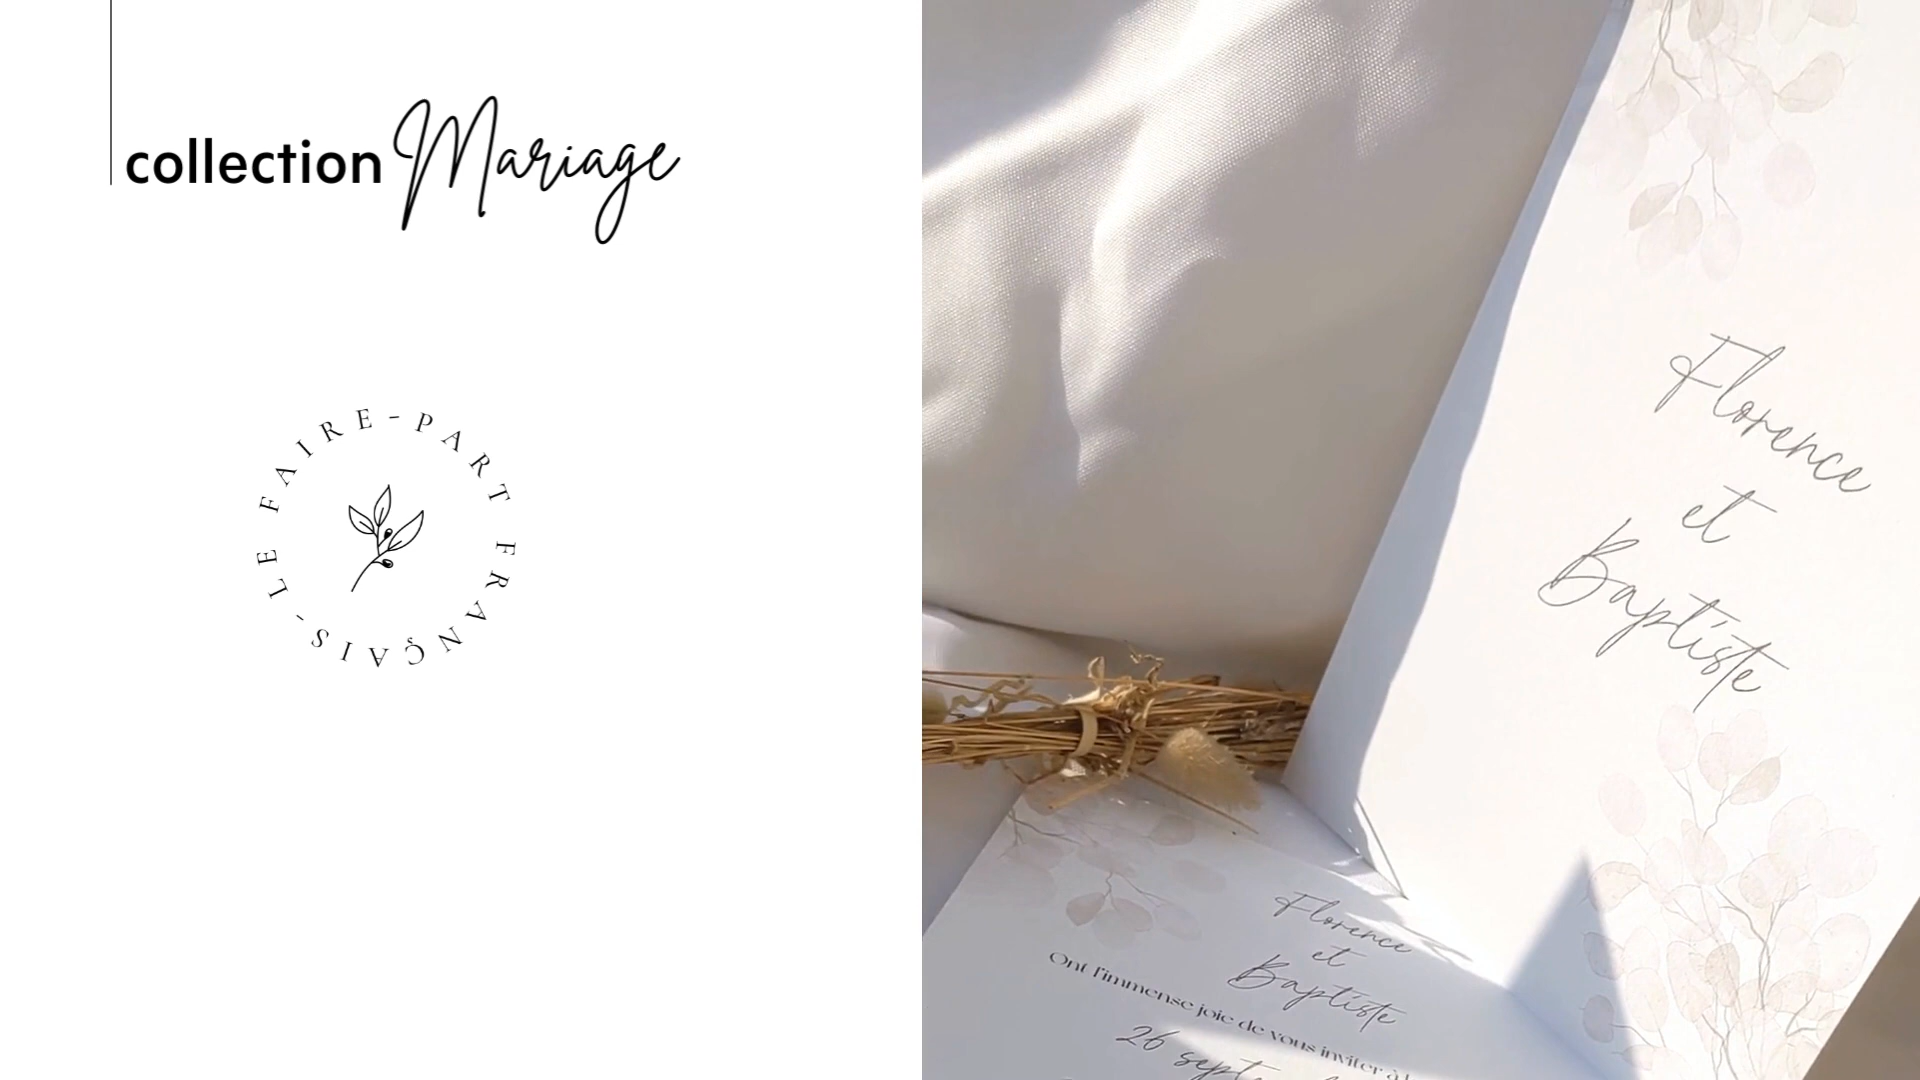 collection Mariage
LE FAIRE-PART FRANÇAIS -
Florence
et
Baptiste
Florence
et
Baptiste
Ont l'immense joie de vous inviter à
26